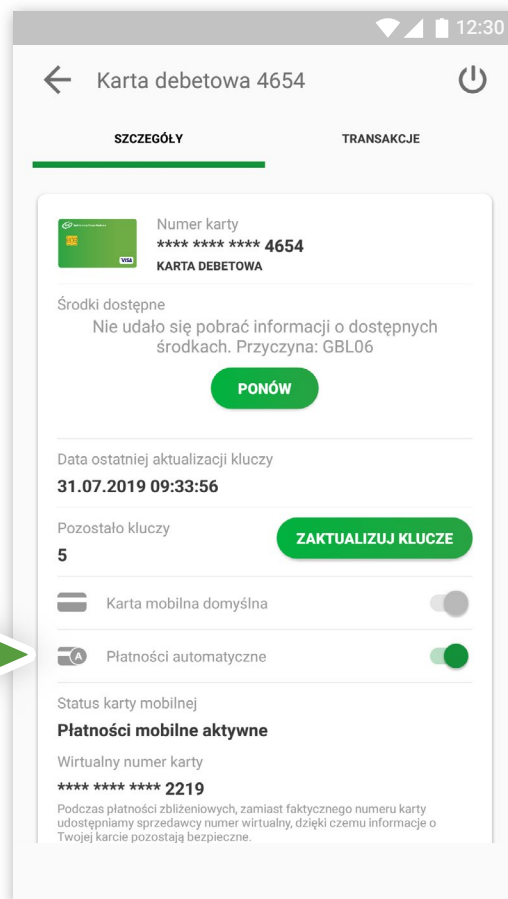 12:30
Karta debetowa 4654
SZCZEGÓŁY
TRANSAKCJE
Numer karty
**** **** **** 4654
KARTA DEBETOWA
VISA
Środki dostępne
Nie udało się pobrać informacji o dostępnych
środkach. Przyczyna: GBL06
PONÓW
Data ostatniej aktualizacji kluczy
31.07.2019 09:33:56
Pozostało kluczy
5
ZAKTUALIZUJ KLUCZE
Karta mobilna domyślna
A
Płatności automatyczne
Status karty mobilnej
Płatności mobilne aktywne
Wirtualny numer karty
**** **** **** 2219
Podczas płatności zbliżeniowych, zamiast faktycznego numeru karty
udostępniamy sprzedawcy numer wirtualny, dzięki czemu informacje o
Twojej karcie pozostają bezpieczne.